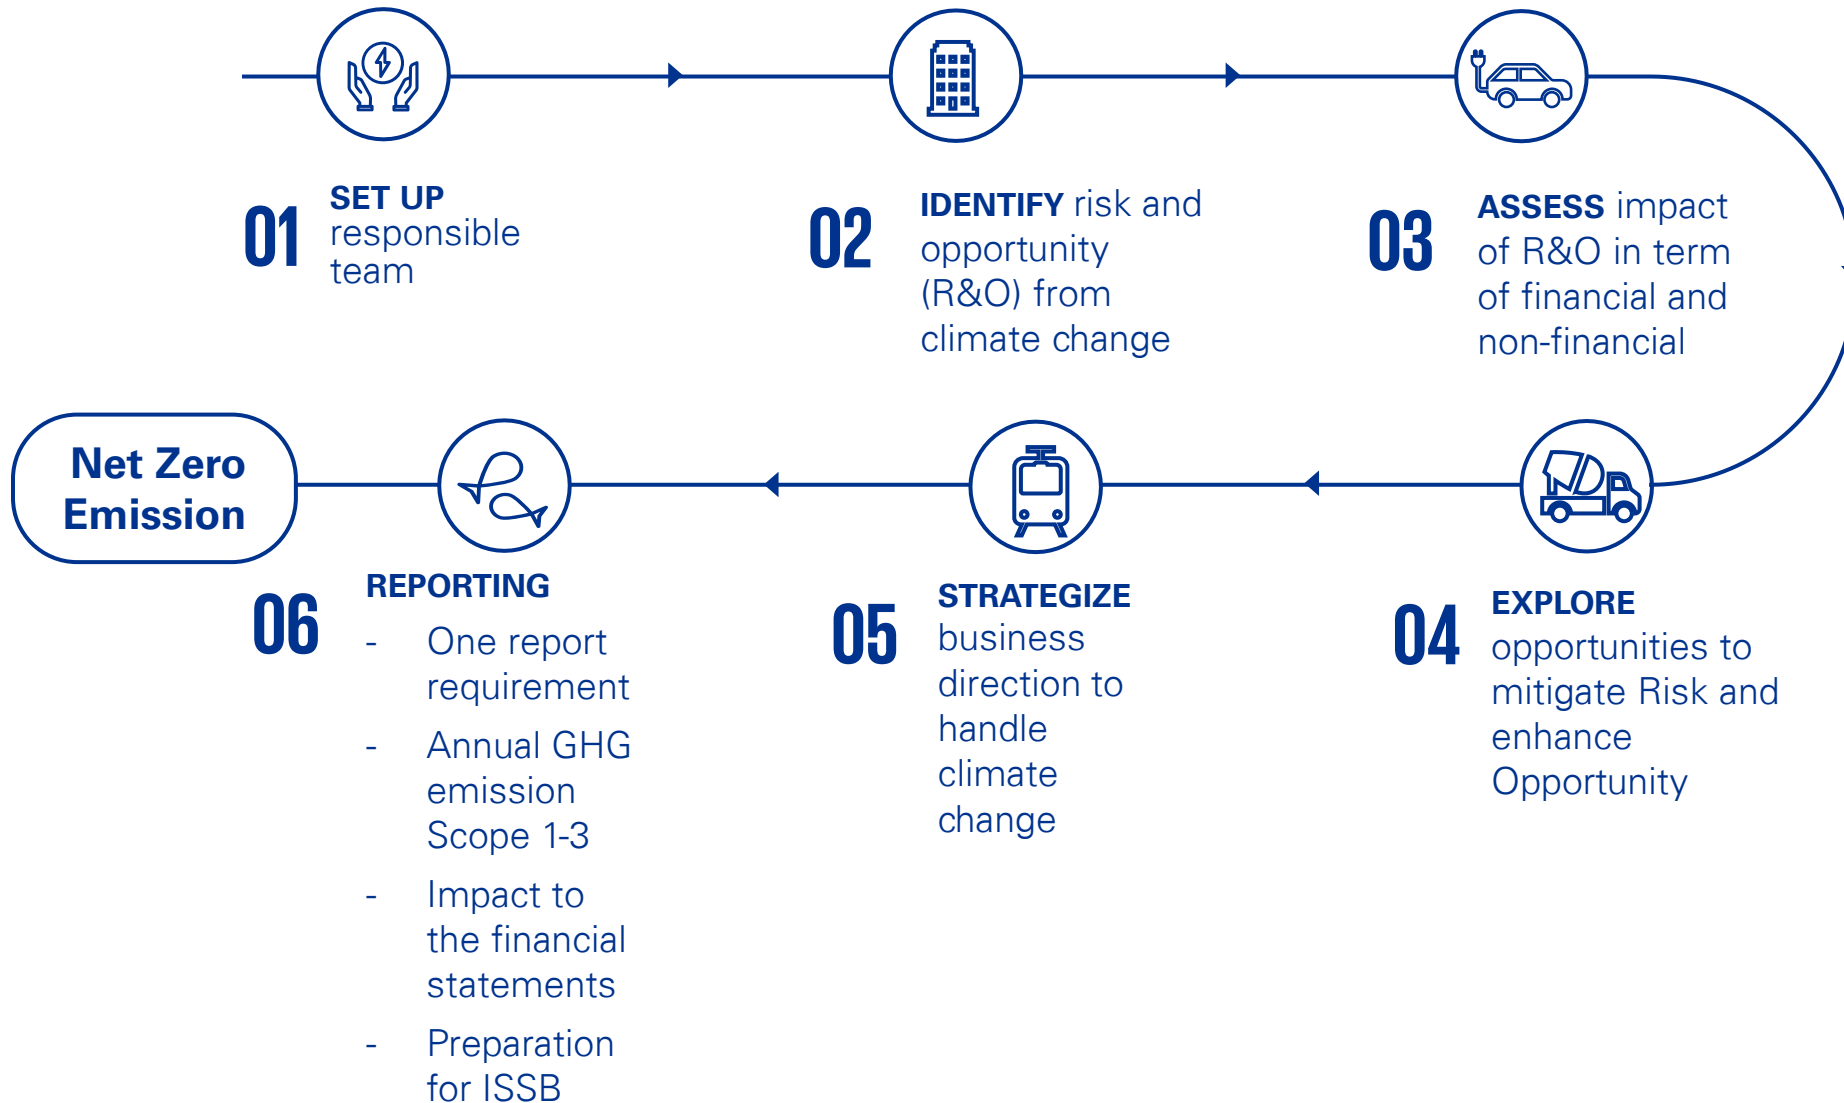 01
SET UP
responsible
team
02
IDENTIFY risk and
opportunity
(R&O) from
climate change
03
ASSESS impact
of R&O in term
of financial and
non-financial
04
EXPLORE
opportunities to
mitigate Risk and
enhance
Opportunity
05
STRATEGIZE
business
direction to
handle
climate
change
06
REPORTING
- One report
requirement
- Annual GHG
emission
Scope 1-3
- Impact to
the financial
statements
- Preparation
for ISSB
Net Zero
Emission